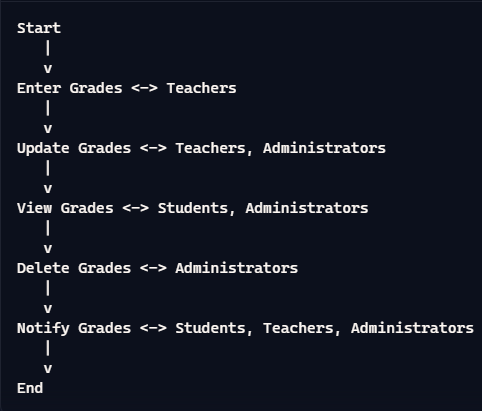 Start
|
v
Enter Grades <-> Teachers
|
v
Update Grades <-> Teachers, Administrators
|
v
View Grades <-> Students, Administrators
|
v
Delete Grades <-> Administrators
|
v
Notify Grades <-> Students, Teachers, Administrators
|
v
End